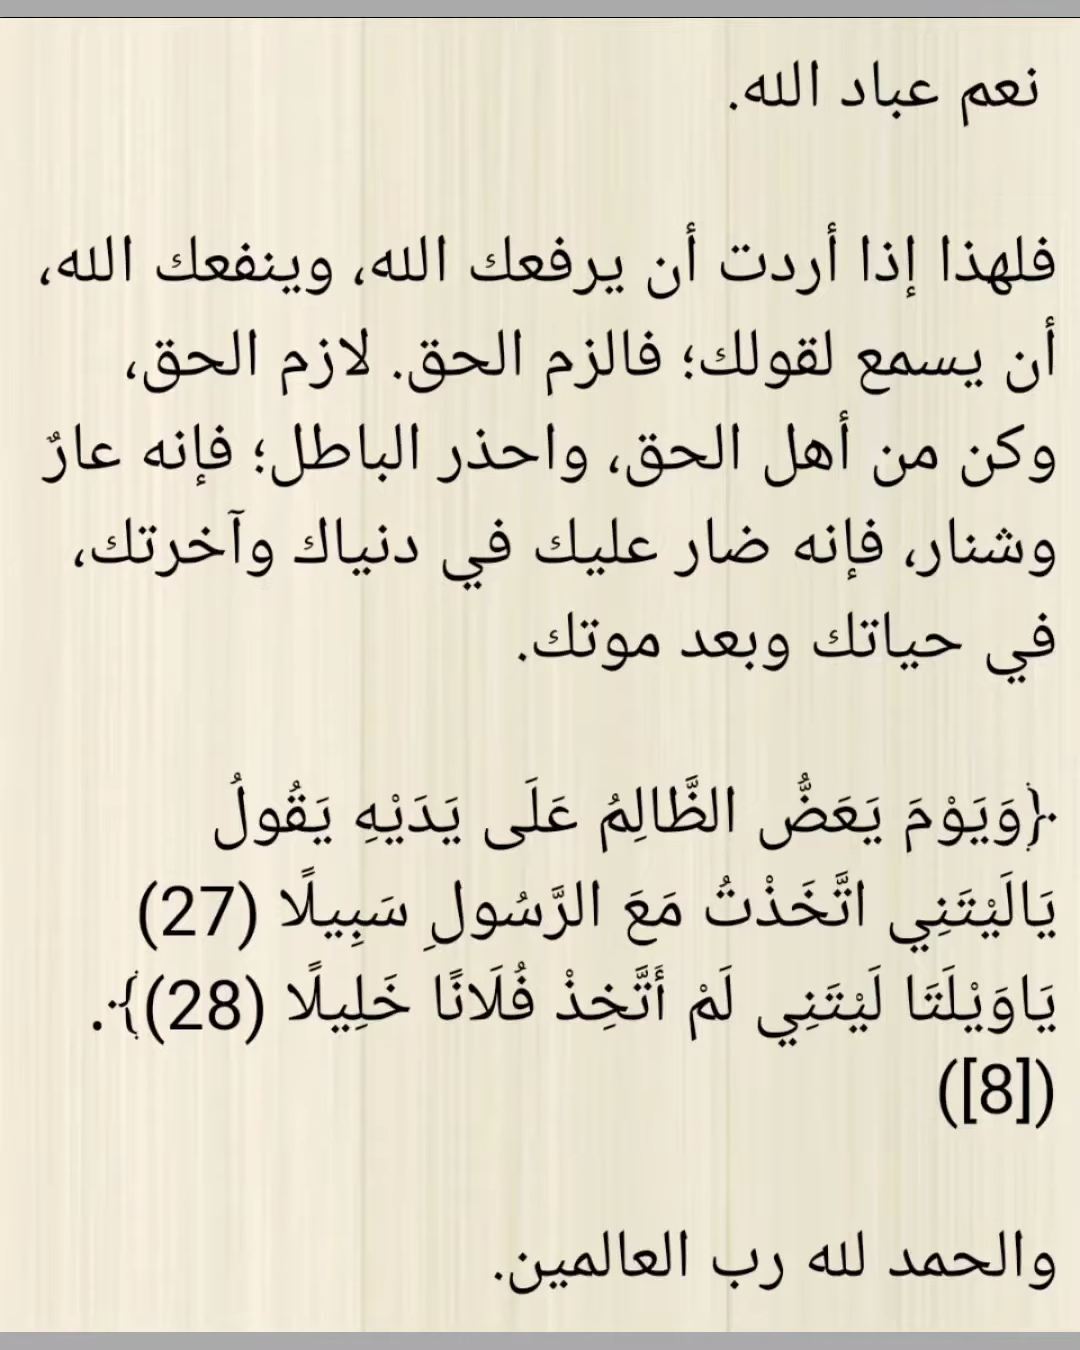 نعم عباد الله.
فلهذا إذا أردت أن يرفعك الله، وينفعك الله،
أن يسمع لقولك؛ فالزم الحق. لازم الحق،
وكن من أهل الحق، واحذر الباطل؛ فإنه عارٌ
وشنار، فإنه ضار عليك في دنياك وآخرتك،
في حياتك وبعد موتك.
﴿وَيَوْمَ يَعَضُّ الظَّالِمُ عَلَى يَدَيْهِ يَقُولُ
يَالَيْتَنِي اتَّخَذْتُ مَعَ الرَّسُولِ سَبِيلًا (27)
يَاوَيْلَتَا لَيْتَنِي لَمْ أَتَّخِذْ فُلَانًا خَلِيلًا (28)﴾.
([8])
والحمد لله رب العالمين.